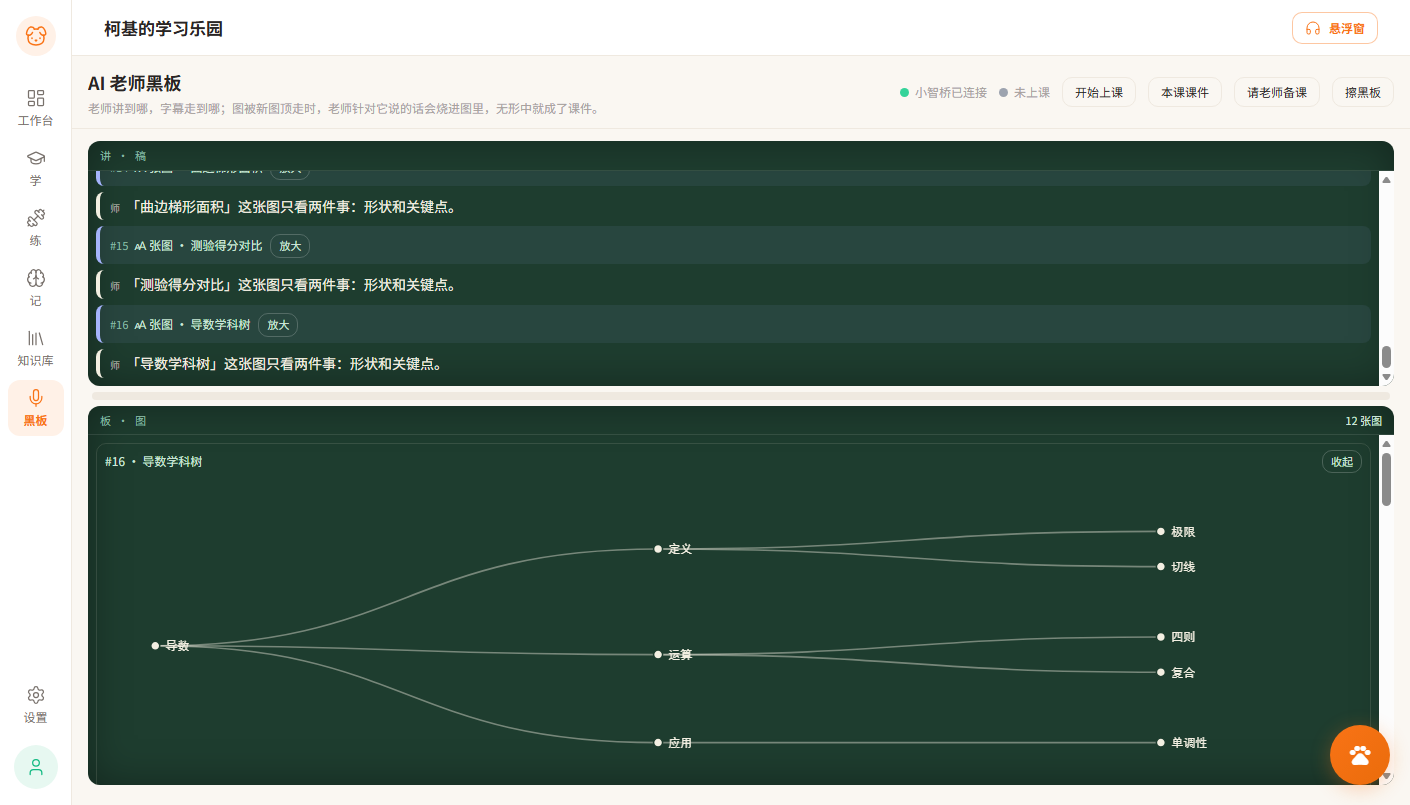 柯基的学习乐园
悬浮窗
工作台
学
练
记
知识库
黑板
设置
AI 老师黑板
老师讲到哪，字幕走到哪；图被新图顶走时，老师针对它说的话会烧进图里，无形中就成了课件。
小智桥已连接
未上课
开始上课
本课课件
请老师备课
擦黑板
讲 · 稿
师 「曲边梯形面积」这张图只看两件事：形状和关键点。
#15 AA 张图 · 测验得分对比 放大
师 「测验得分对比」这张图只看两件事：形状和关键点。
#16 AA 张图 · 导数学科树 放大
师 「导数学科树」这张图只看两件事：形状和关键点。
板 · 图
12 张图
#16 · 导数学科树
收起
导数
定义
运算
应用
极限
切线
四则
复合
单调性